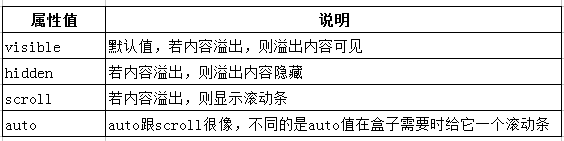 属性值 说明
visible 默认值，若内容溢出，则溢出内容可见
hidden 若内容溢出，则溢出内容隐藏
scroll 若内容溢出，则显示滚动条
auto auto跟scroll很像，不同的是auto值在盒子需要时给它一个滚动条